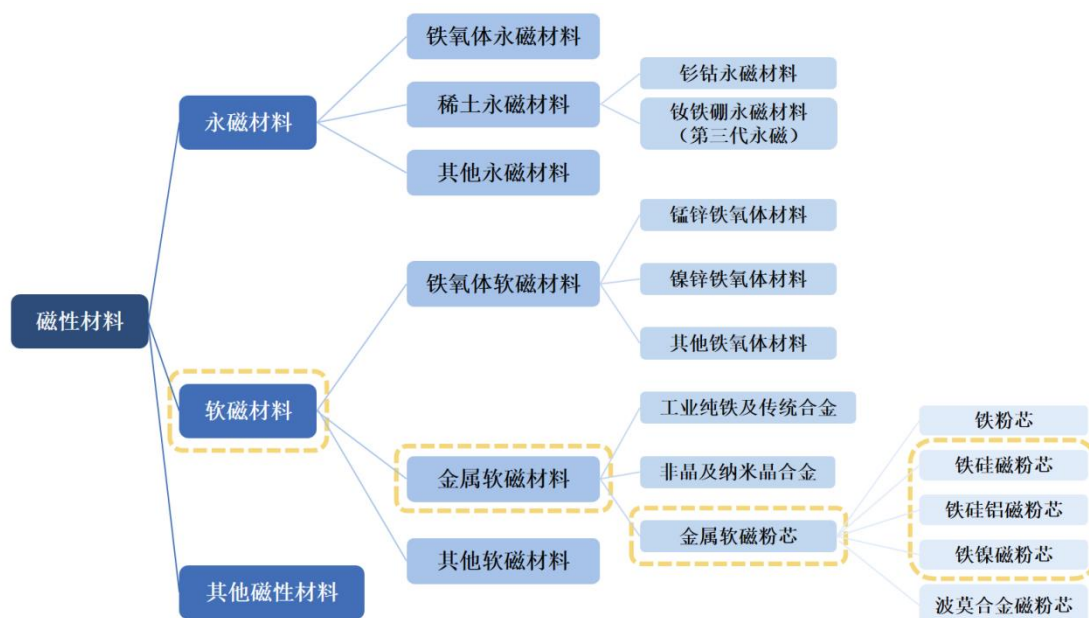 磁性材料
永磁材料
铁氧体永磁材料
稀土永磁材料
钐钴永磁材料
钕铁硼永磁材料
（第三代永磁）
其他永磁材料
软磁材料
铁氧体软磁材料
锰锌铁氧体材料
镍锌铁氧体材料
其他铁氧体材料
金属软磁材料
工业纯铁及传统合金
非晶及纳米晶合金
金属软磁粉芯
铁粉芯
铁硅磁粉芯
铁硅铝磁粉芯
铁镍磁粉芯
波莫合金磁粉芯
其他软磁材料
其他磁性材料